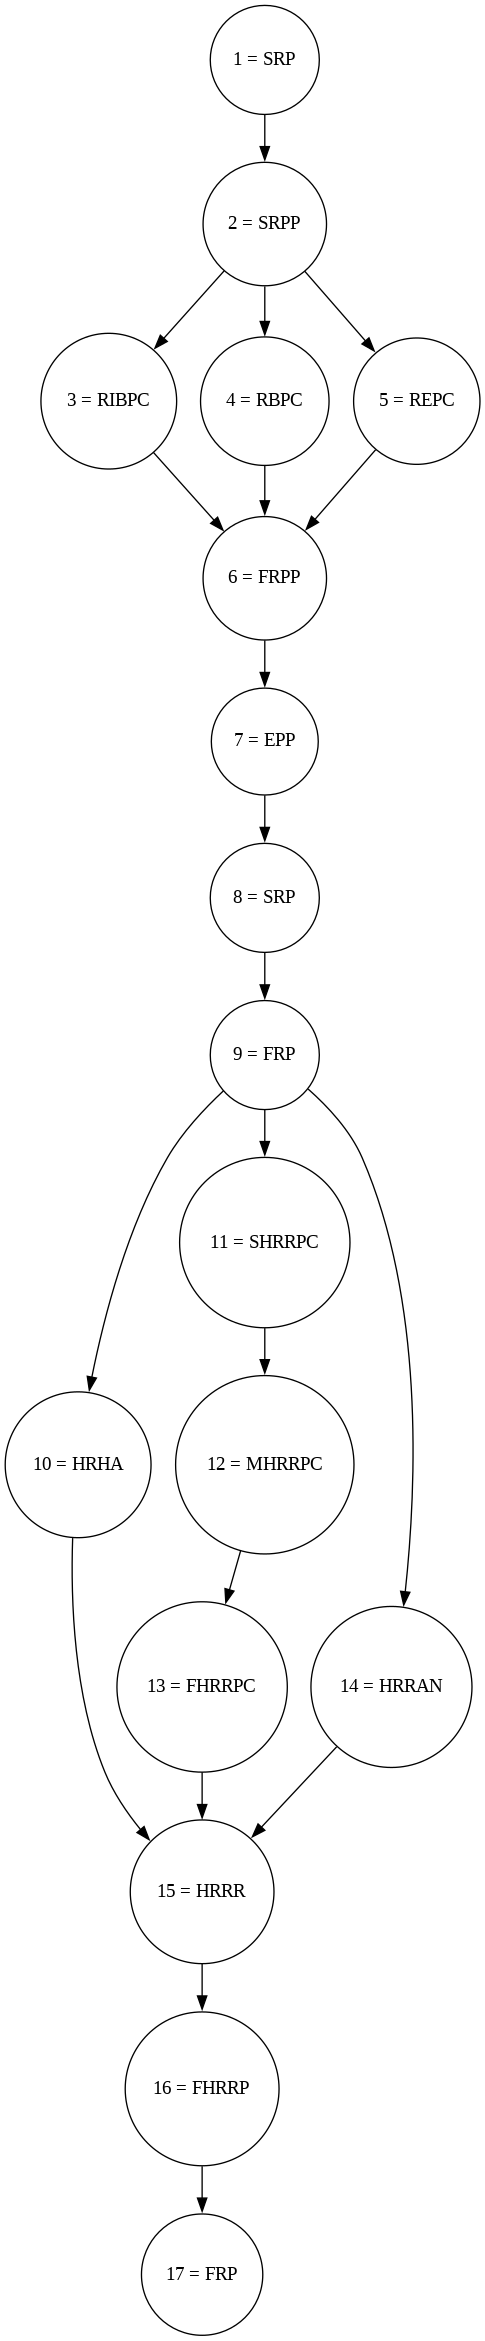 1 = SRP
2 = SRPP
3 = RIBPC
4 = RBPC
5 = REPC
6 = FRPP
7 = EPP
8 = SRP
9 = FRP
11 = SHRRPC
10 = HRHA
12 = MHRRPC
13 = FHRRPC
14 = HRRAN
15 = HRRR
16 = FHRRP
17 = FRP